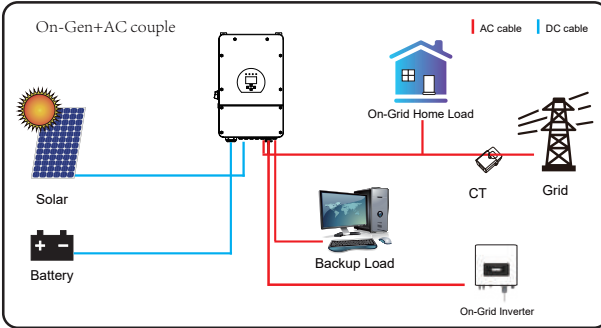 On-Gen+AC couple
AC cable
DC cable
On-Grid Home Load
Solar
CT
Grid
Battery
Backup Load
On-Grid Inverter